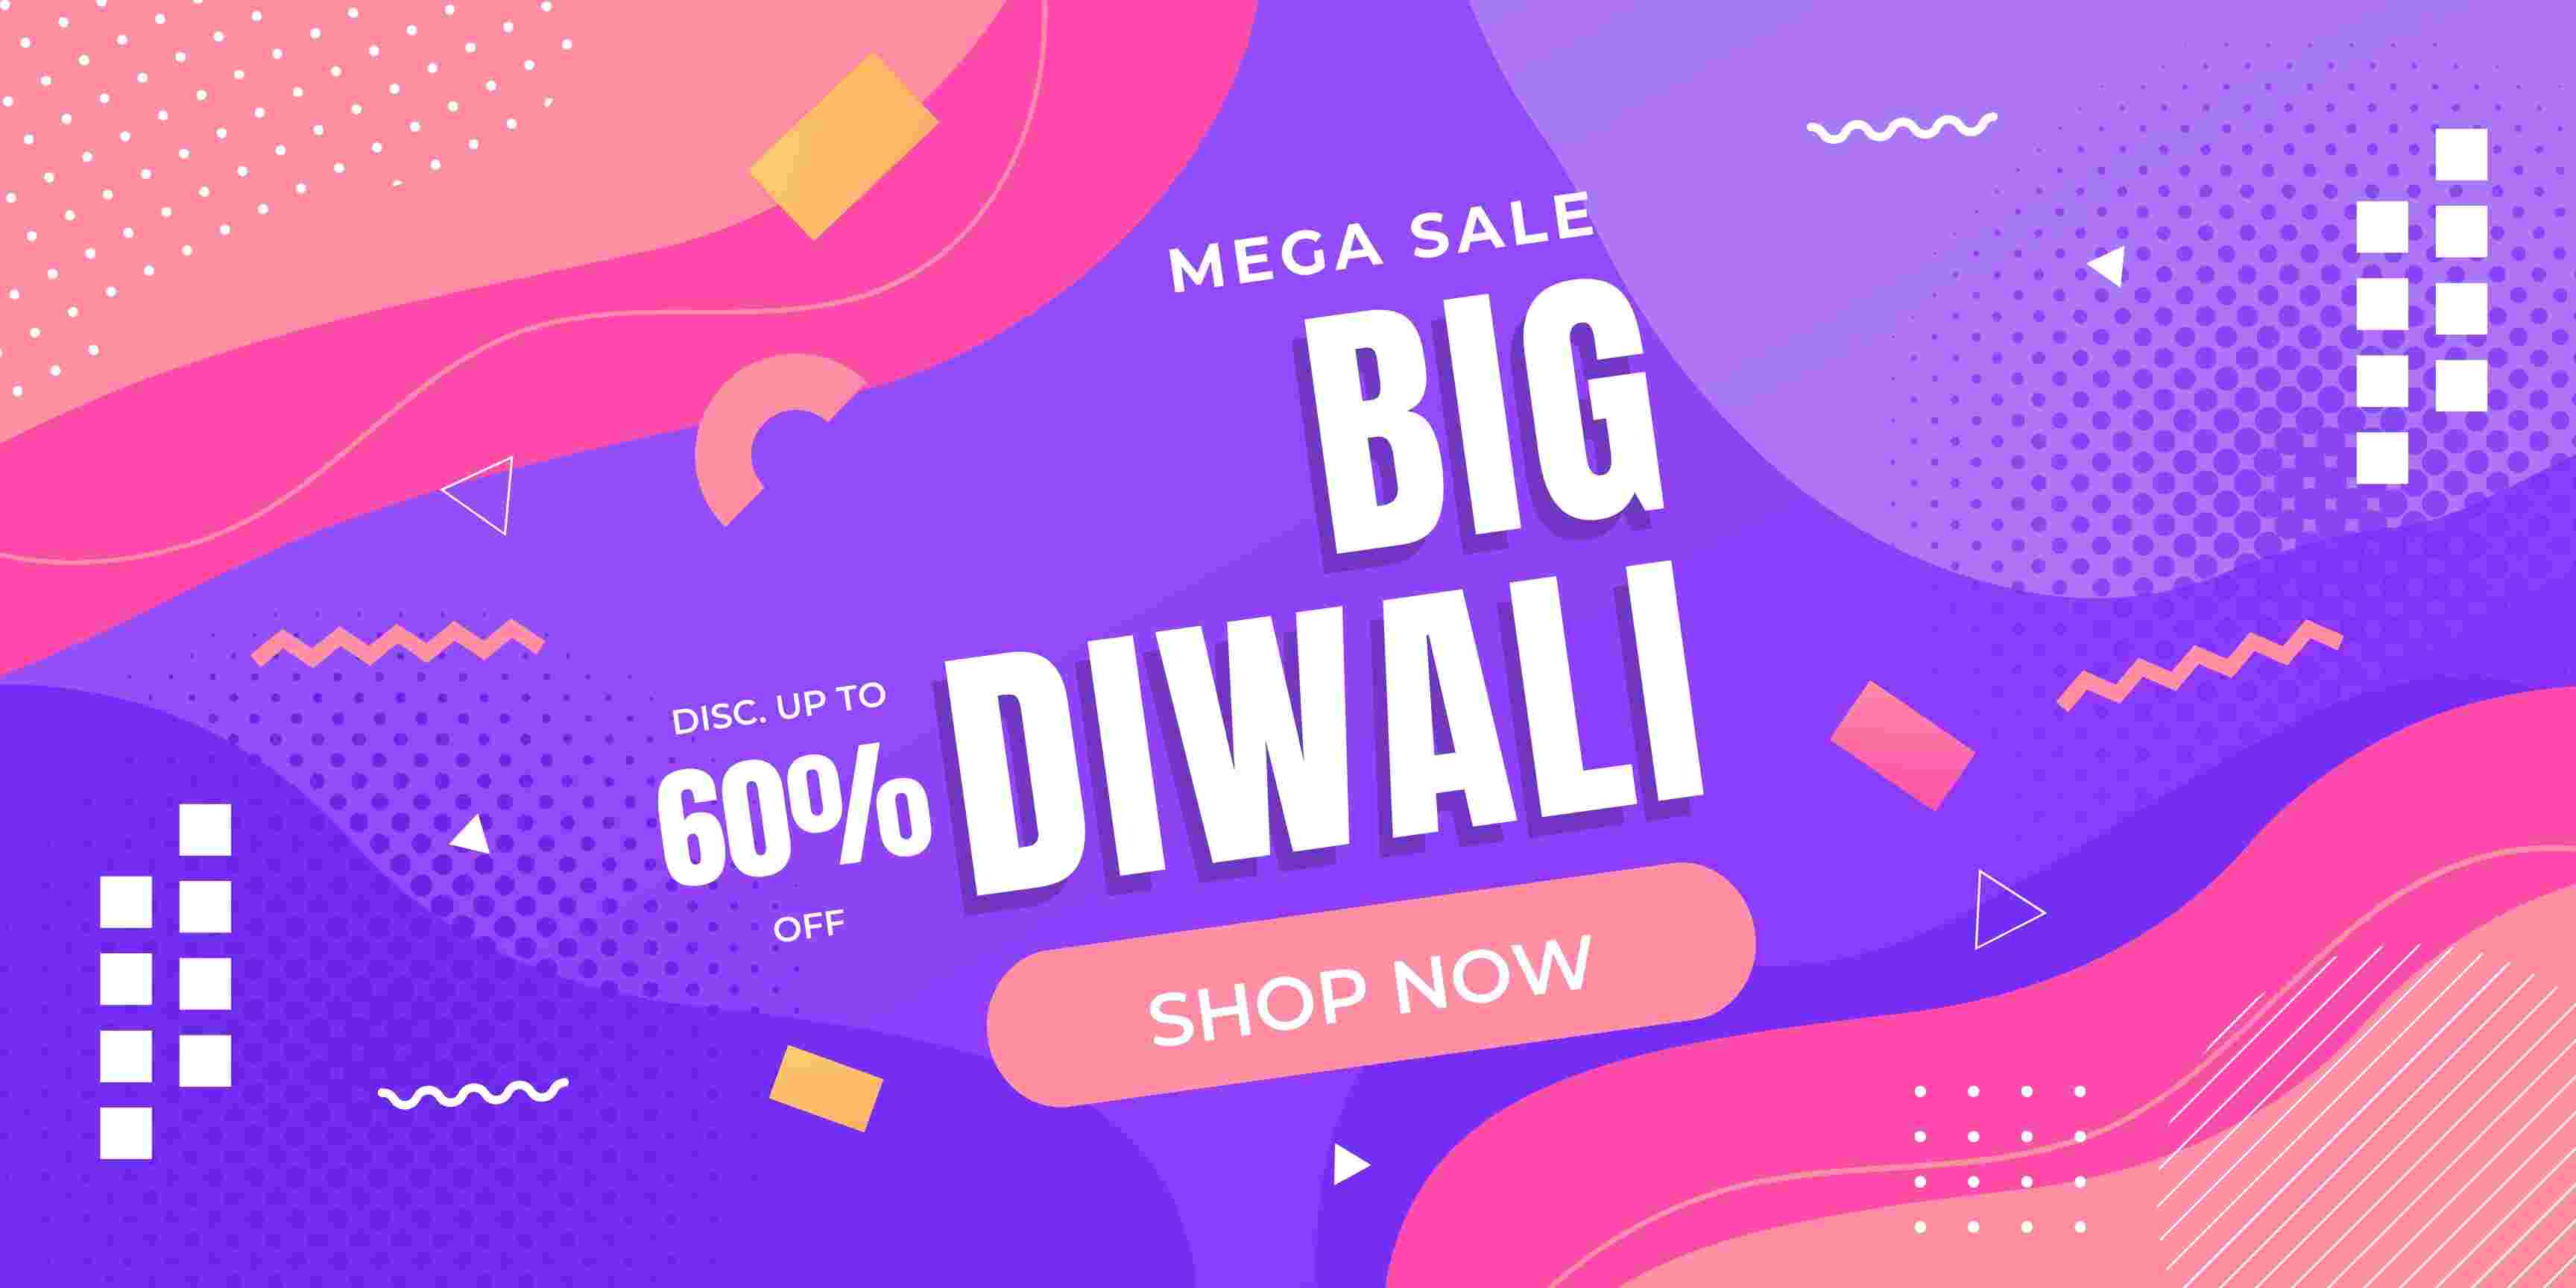 MEGA SALE
BIG
DIWALI
DISC. UP TO
60%
OFF
SHOP NOW